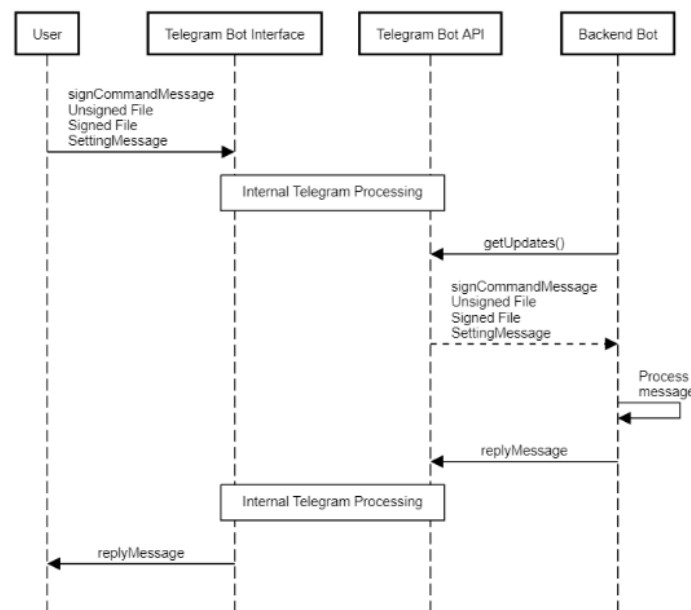 User
Telegram Bot Interface
Telegram Bot API
Backend Bot
signCommandMessage
Unsigned File
Signed File
SettingMessage
Internal Telegram Processing
getUpdates()
signCommandMessage
Unsigned File
Signed File
SettingMessage
Process
message
replyMessage
Internal Telegram Processing
replyMessage